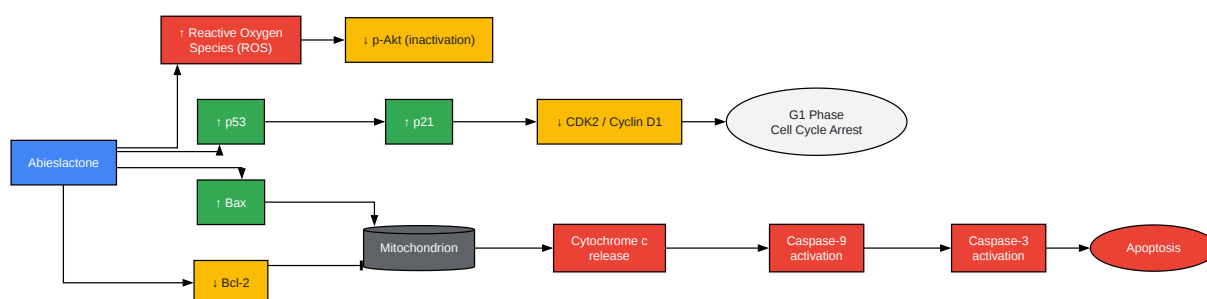 ↑ Reactive Oxygen
Species (ROS)
↓ p-Akt (inactivation)
↑ p53
↑ p21
↓ CDK2 / Cyclin D1
G1 Phase
Cell Cycle Arrest
Abieslactone
↑ Bax
Mitochondrion
Cytochrome c
release
Caspase-9
activation
Caspase-3
activation
Apoptosis
↓ Bcl-2